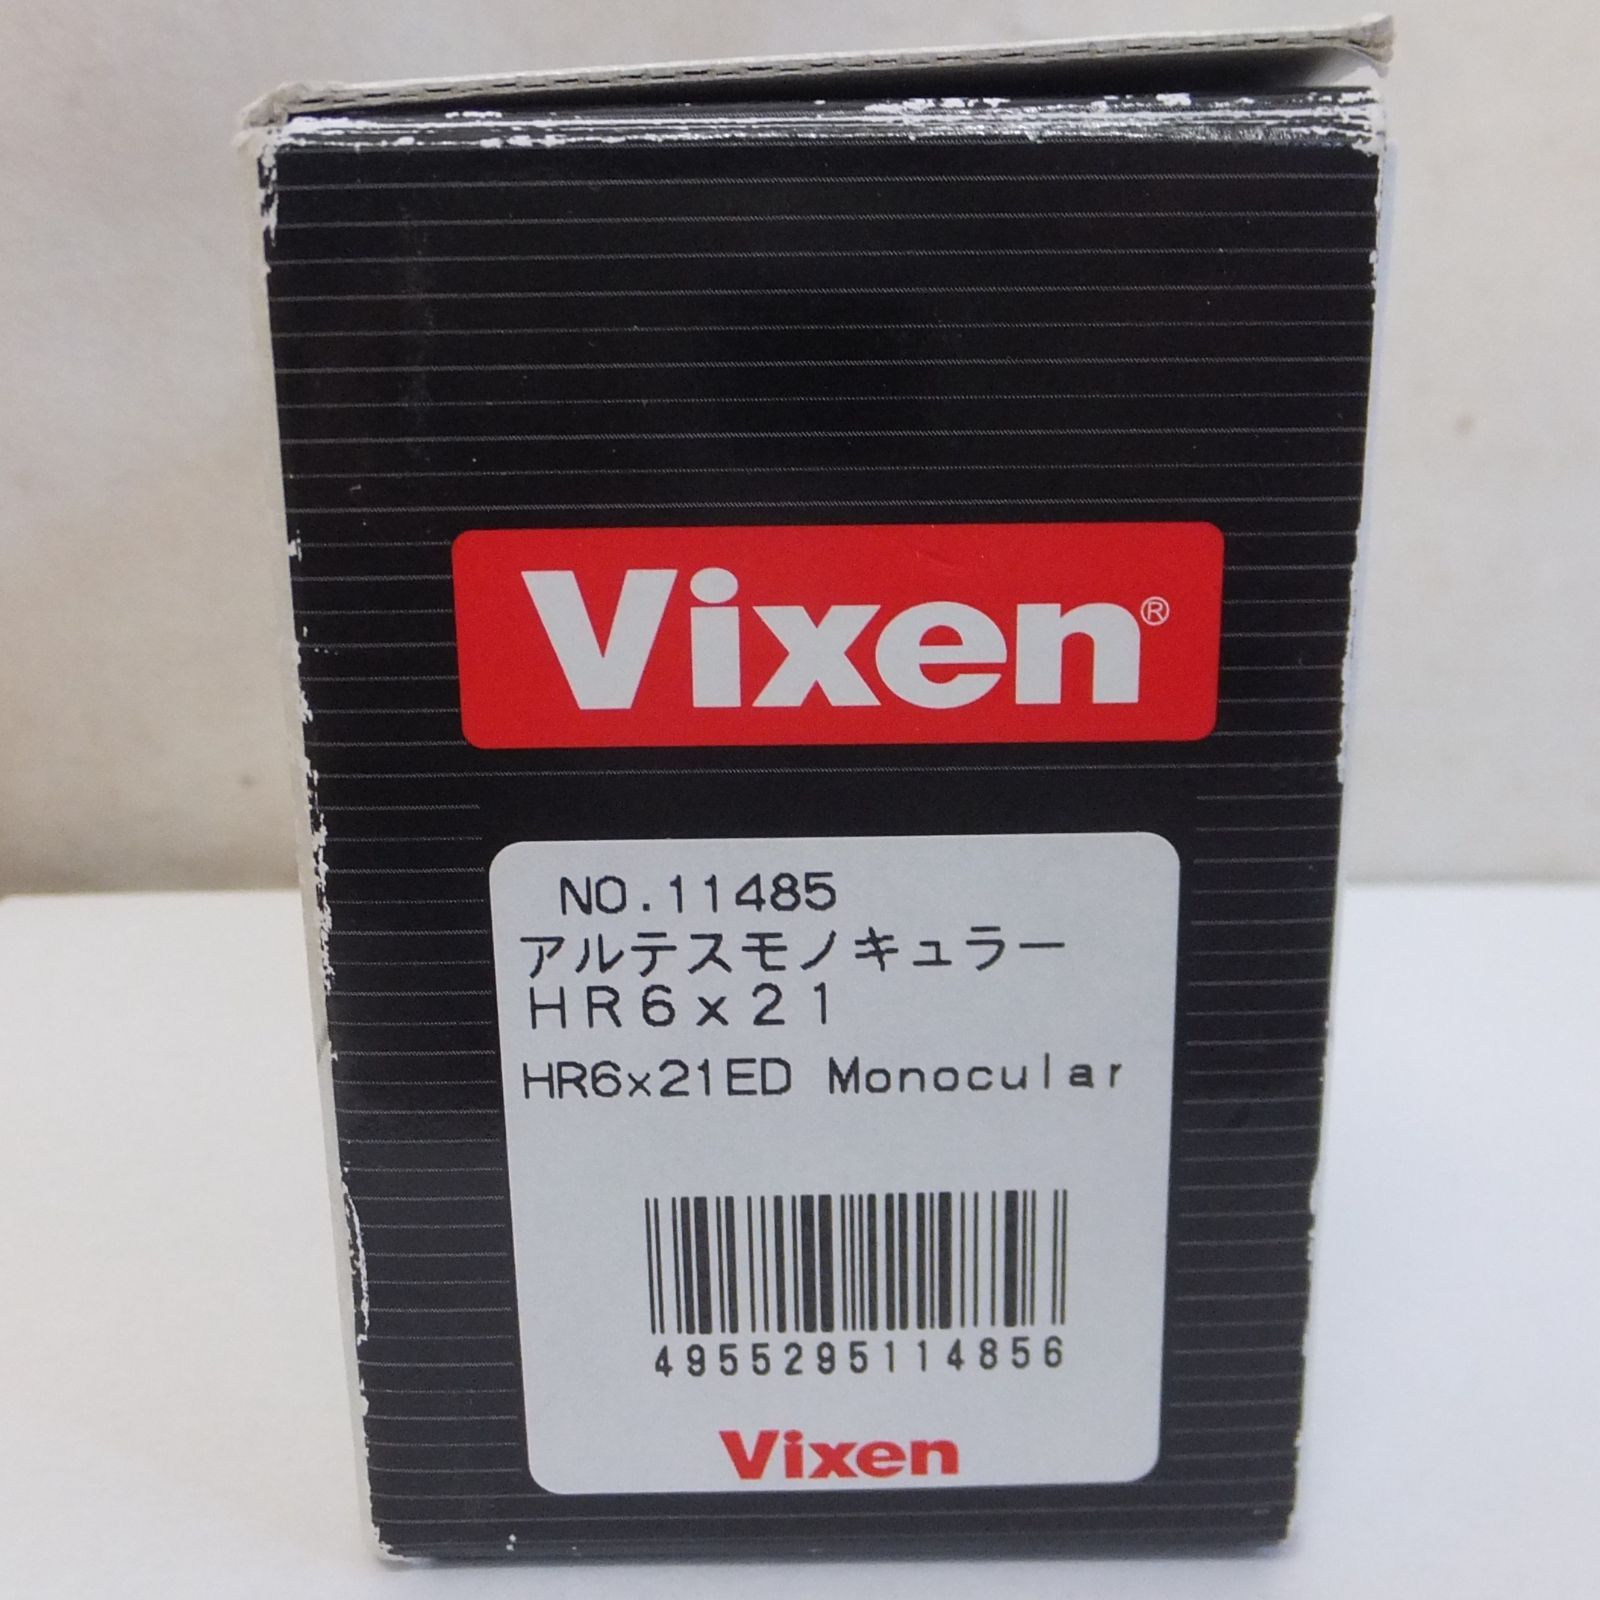 Vixen®
NO.11485
アルテスモノキュラー
HR6x21
HR6x21ED Monocular
4955295114856
Vixen